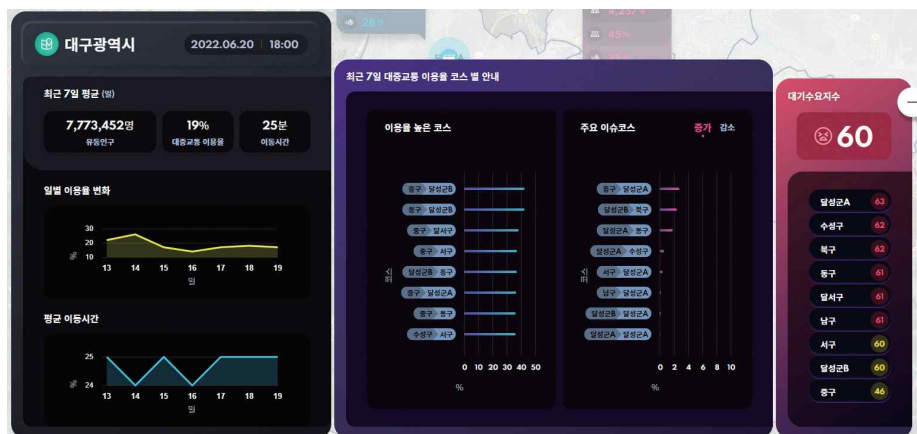 대구광역시
2022.06.20 18:00
최근 7일 평균 (일)
7,773,452명
유동인구
19%
대중교통 이용율
25분
이동시간
일별 이용율 변화
30
20
10
%
13 14 15 16 17 18 19
일
평균 이동시간
25
24
%
13 14 15 16 17 18 19
일
28%
4,257
45%
최근 7일 대중교통 이용율 코스 별 안내
이용율 높은 코스
중구 달성군B
동구 달성군B
중구 달서구
중구 서구
달성군B 동구
중구 달성군A
중구 동구
수성구 서구
코스
0 10 20 30 40 50
%
주요 이슈코스
증가 감소
동구 달성군A
달성군B 북구
달성군A 동구
달성군A 수성구
서구 달성군A
남구 달성군A
달성군B 달성군A
달성군A 달성군A
코스
0 2 4 6 8 10
%
대기수요지수
60
달성군A 63
수성구 62
북구 62
동구 61
달서구 61
남구 61
서구 60
달성군B 60
중구 46